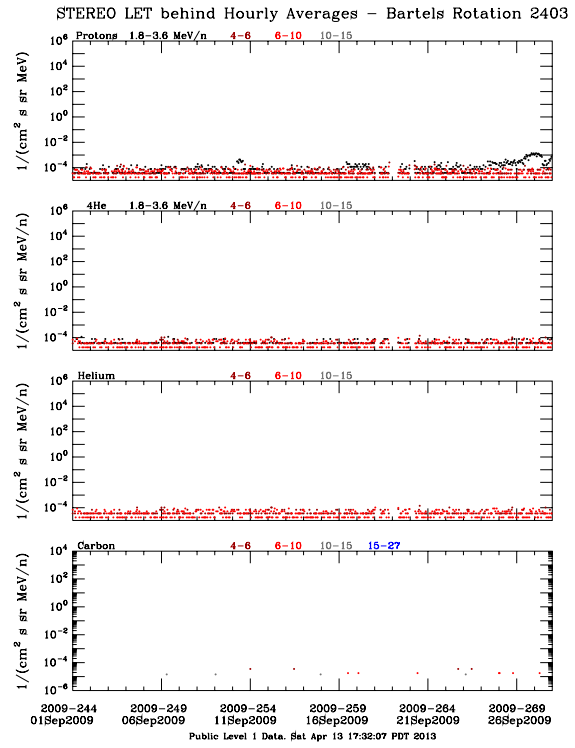 STEREO LET behind Hourly Averages – Bartels Rotation 2403
Protons 1.8–3.6 MeV/n 4–6 6–10 10–15
10⁶
10⁴
10²
10⁰
10⁻²
10⁻⁴
1/(cm² s sr MeV)
4He 1.8–3.6 MeV/n 4–6 6–10 10–15
10⁶
10⁴
10²
10⁰
10⁻²
10⁻⁴
1/(cm² s sr MeV/n)
Helium 4–6 6–10 10–15
10⁶
10⁴
10²
10⁰
10⁻²
10⁻⁴
1/(cm² s sr MeV/n)
Carbon 4–6 6–10 10–15 15–27
10⁴
10²
10⁰
10⁻²
10⁻⁴
10⁻⁶
1/(cm² s sr MeV/n)
2009–244 2009–249 2009–254 2009–259 2009–264 2009–269
01Sep2009 06Sep2009 11Sep2009 16Sep2009 21Sep2009 26Sep2009
Public Level 1 Data. Sat Apr 13 17:32:07 PDT 2013